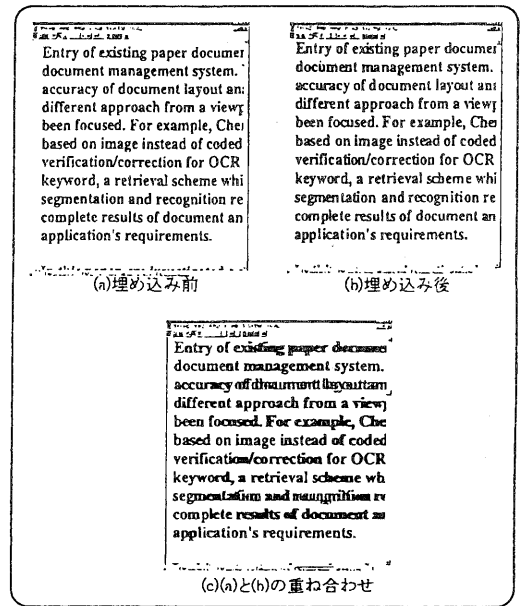 Entry of existing paper documer
document management system.
accuracy of document layout an
different approach from a view
been focused. For example, Che
based on image instead of coded
verification/correction for OCR
keyword, a retrieval scheme whi
segmentation and recognition re
complete results of document an
application's requirements.
(a)埋め込み前
Entry of existing paper documer
document management system.
accuracy of document layout an
different approach from a view
been focused. For example, Che
based on image instead of coded
verification/correction for OCR
keyword, a retrieval scheme whi
segmentation and recognition re
complete results of document an
application's requirements.
(b)埋め込み後
Entry of existing paper
document management system.
accuracy of
different approach from a view
been focused. For example, Che
based on image instead of coded
verification/correction for OCR
keyword, a retrieval scheme wh
segmentation and
complete results of document
application's requirements.
(c)(a)と(b)の重ね合わせ